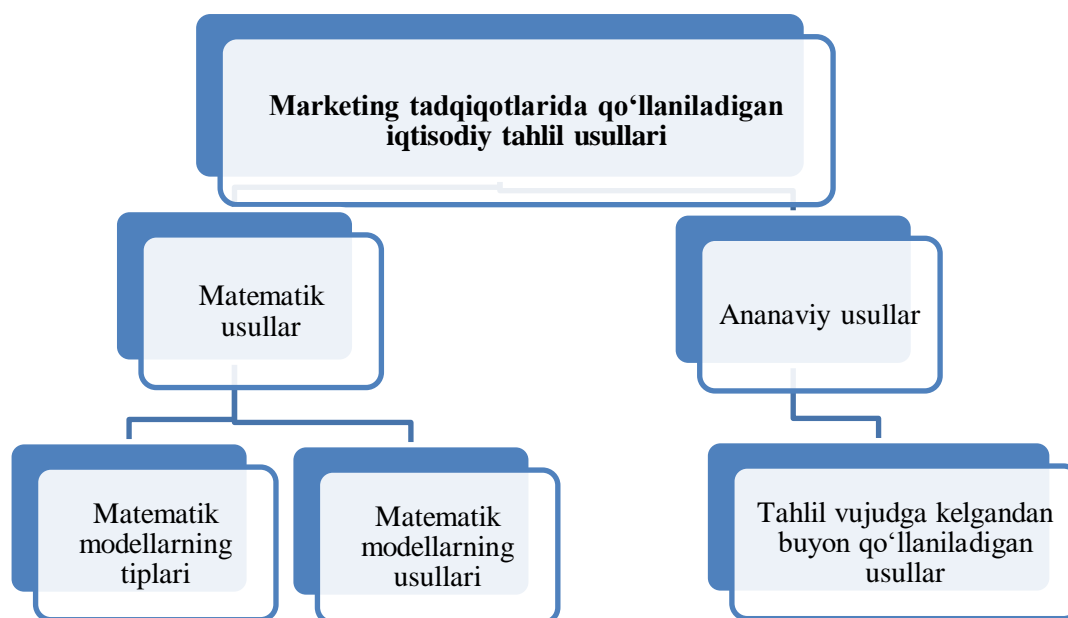 Marketing tadqiqotlarida qo‘llaniladigan
iqtisodiy tahlil usullari
Matematik
usullar
Ananaviy usullar
Matematik
modellarning
tiplari
Matematik
modellarning
usullari
Tahlil vujudga kelgandan
buyon qo‘llaniladigan
usullar